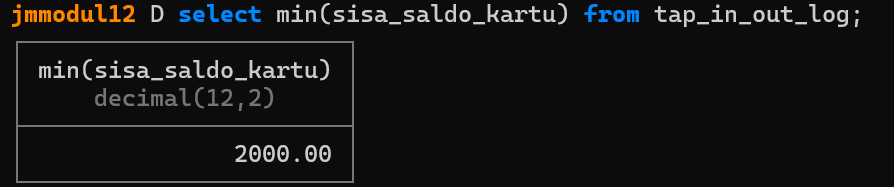 jmmodul12 D select min(sisa_saldo_kartu) from tap_in_out_log;
min(sisa_saldo_kartu)
decimal(12,2)
2000.00